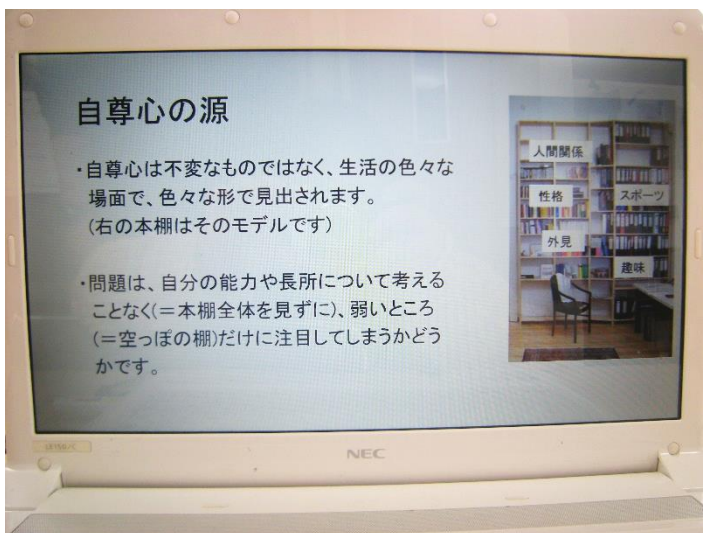 自尊心の源
・自尊心は不変なものではなく、生活の色々な
場面で、色々な形で見出されます。
(右の本棚はそのモデルです)
・問題は、自分の能力や長所について考える
ことなく(=本棚全体を見ずに)、弱いところ
(=空っぽの棚)だけに注目してしまうかどう
かです。
人間関係
性格
スポーツ
外見
趣味
NEC